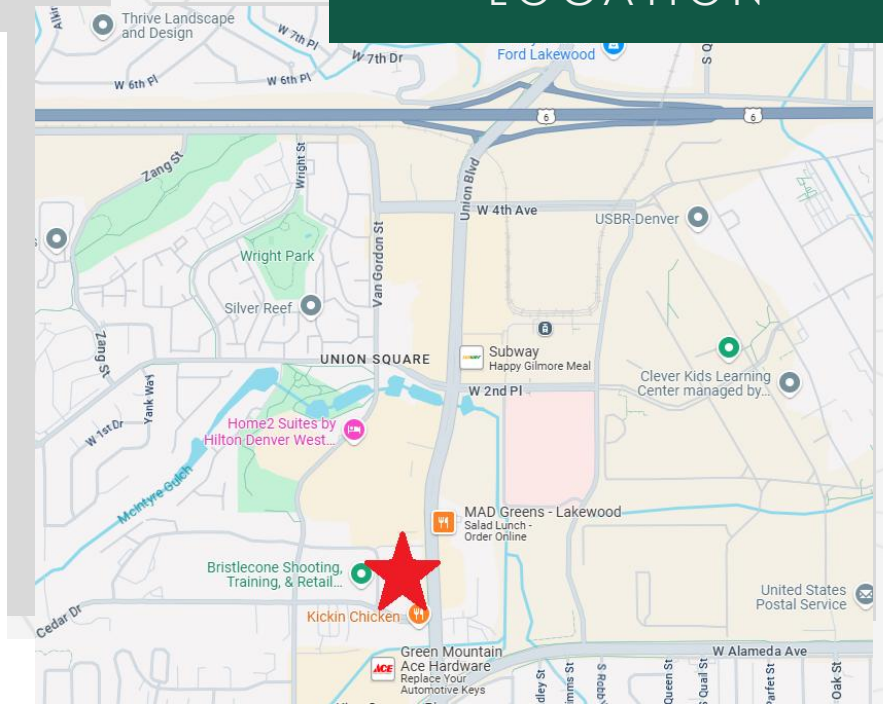 LOCATION
Thrive Landscape
and Design
W 7th Pl
W 7th Dr
Ford Lakewood
W 6th Pl
W 6th Pl
6
6
Zang St
Wright St
Union Blvd
W 4th Ave
USBR-Denver
Van Gordon St
Wright Park
Silver Reef...
Zang St
UNION SQUARE
Subway
Happy Gilmore Meal
Yank Way
W 2nd Pl
Clever Kids Learning
Center managed by...
W 1st Dr
Home2 Suites by
Hilton Denver West...
McIntyre Gulch
MAD Greens - Lakewood
Salad Lunch -
Order Online
Bristlecone Shooting,
Training, & Retail...
United States
Postal Service
Kickin Chicken
Cedar Dr
Green Mountain
Ace Hardware
Replace Your
Automotive Keys
ACE
W Alameda Ave
S Robb
Queen St
S Quail St
Parfet St
Oak St